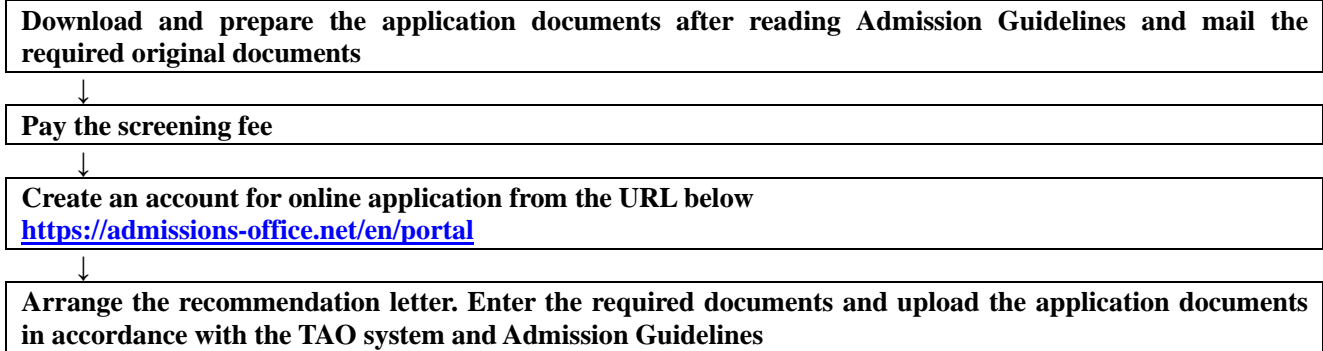 Download and prepare the application documents after reading Admission Guidelines and mail the
required original documents
↓
Pay the screening fee
↓
Create an account for online application from the URL below
https://admissions-office.net/en/portal
↓
Arrange the recommendation letter. Enter the required documents and upload the application documents
in accordance with the TAO system and Admission Guidelines